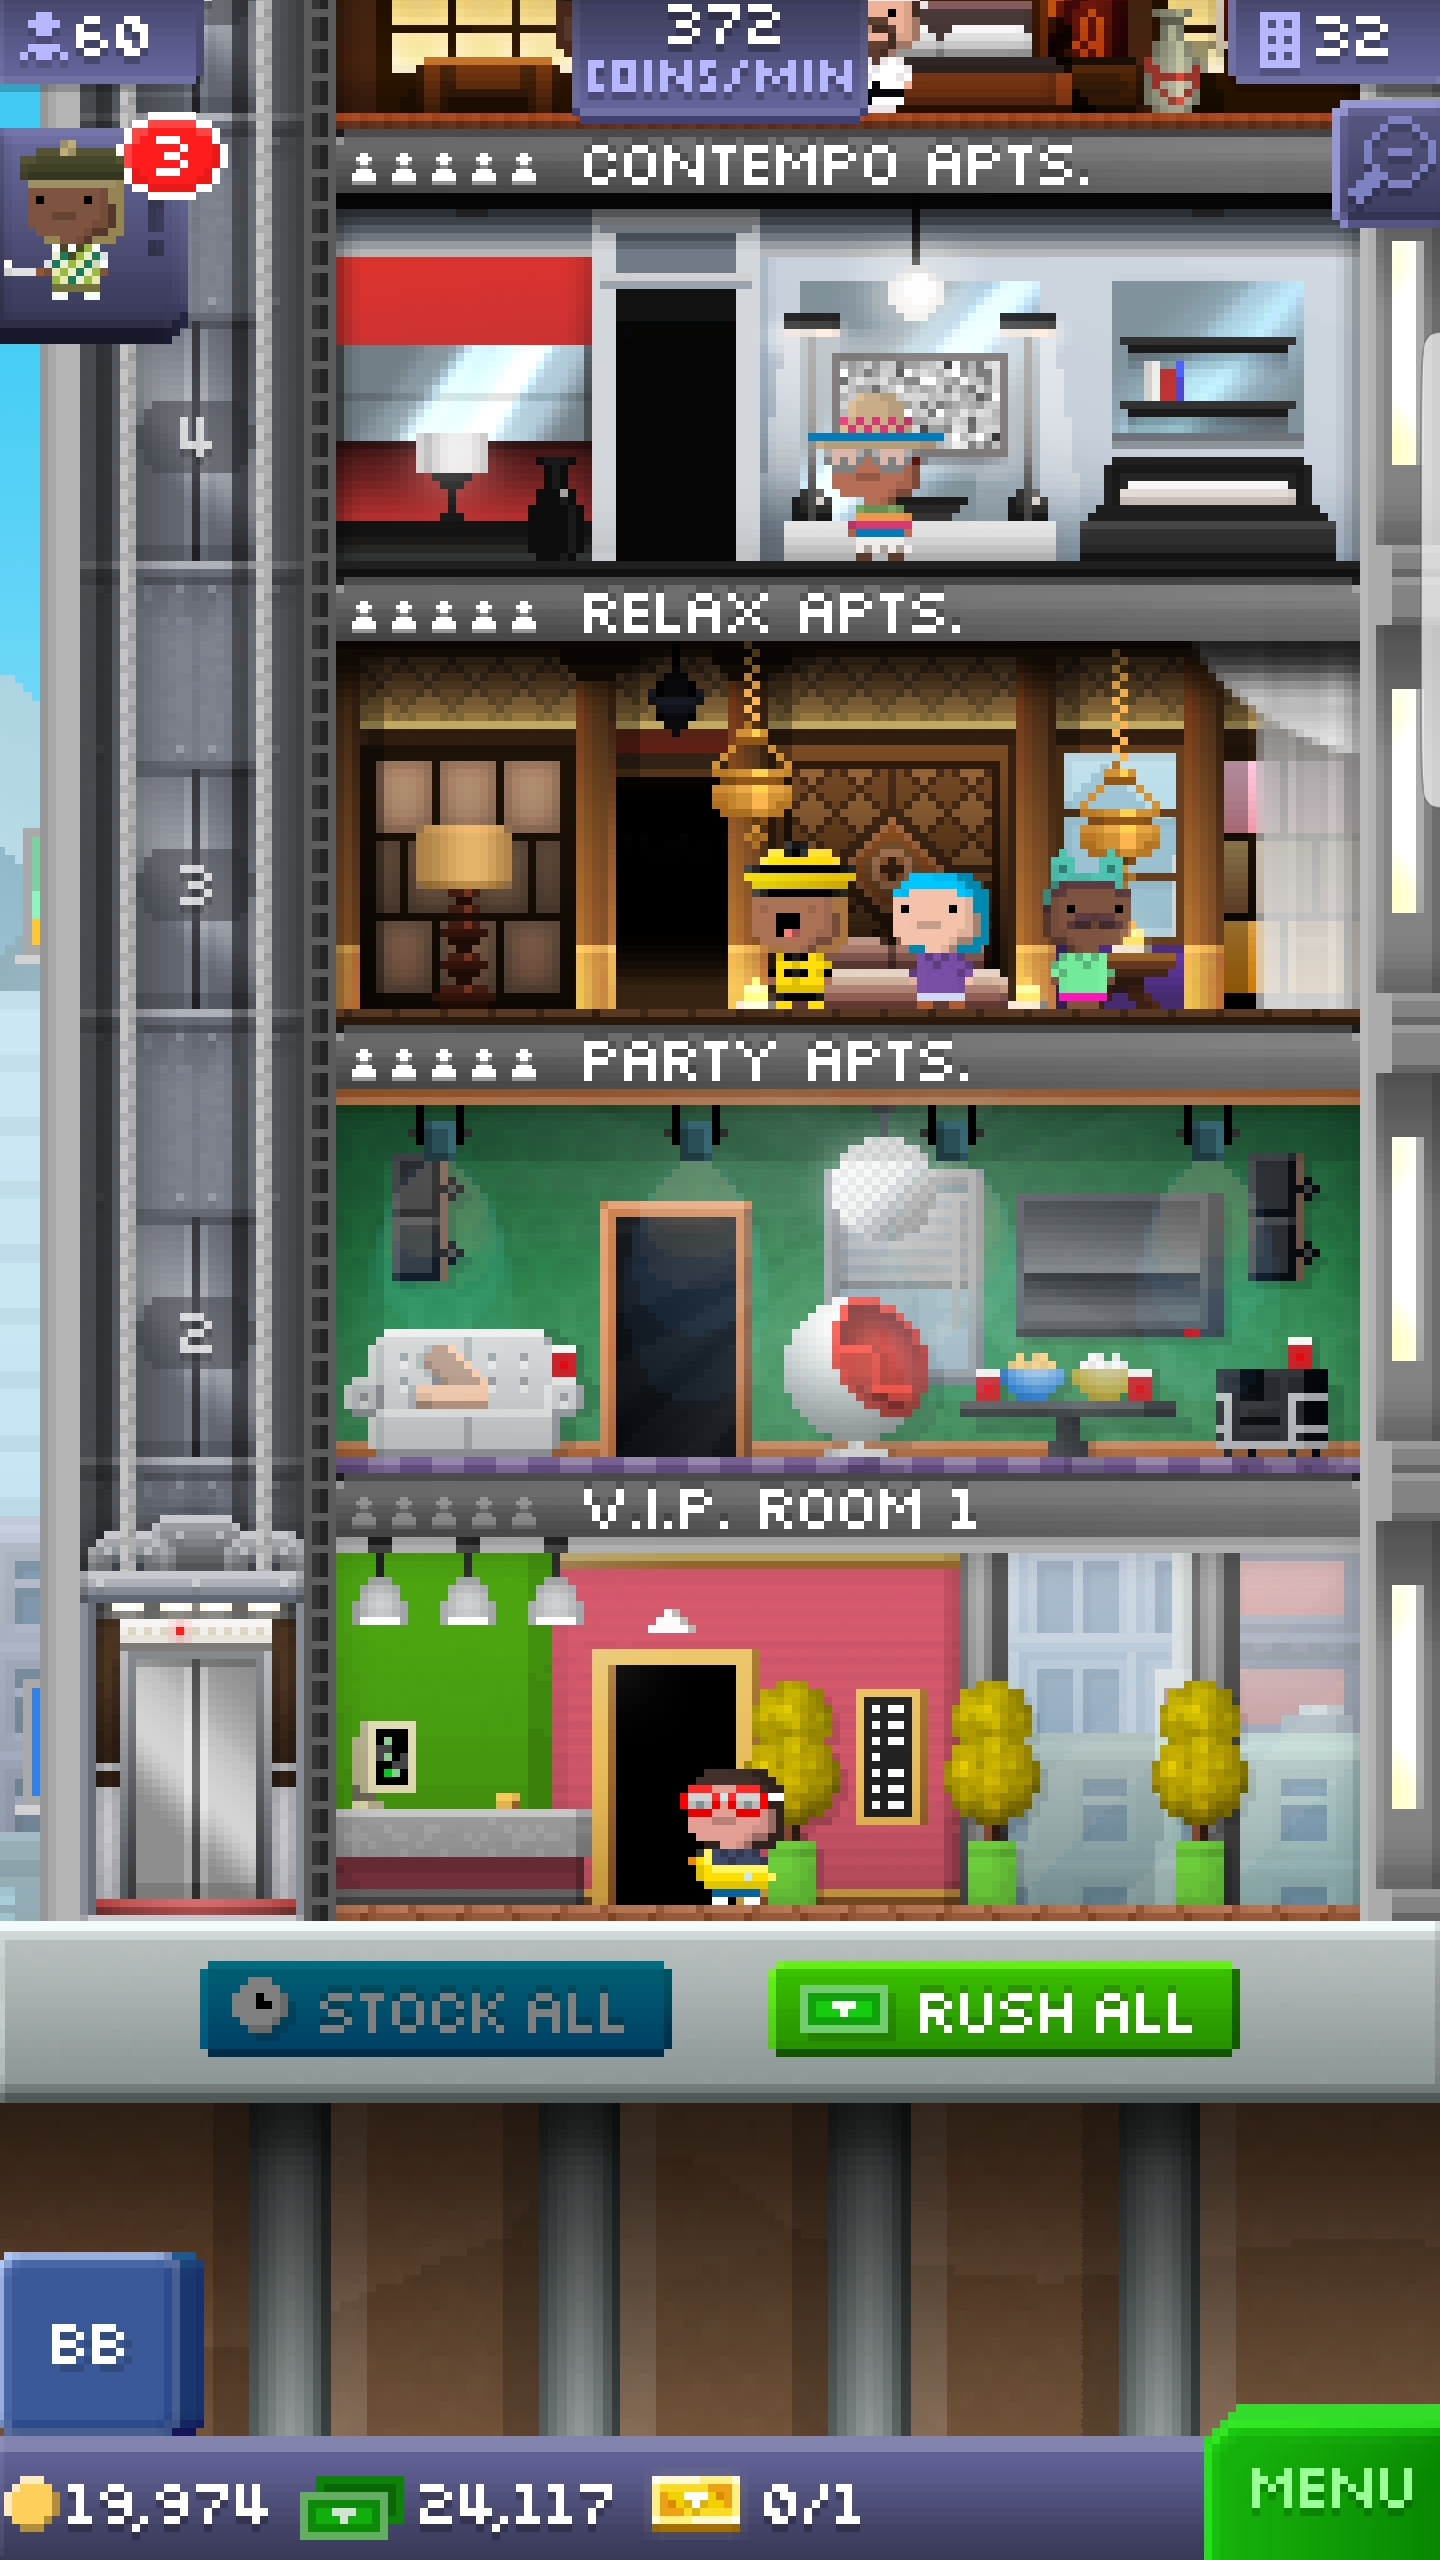 60
372
COINS/MIN
32
3
CONTEMPO APTS.
4
RELAX APTS.
3
PARTY APTS.
2
V.I.P. ROOM 1
STOCK ALL
RUSH ALL
BB
19,974
24,117
0/1
MENU